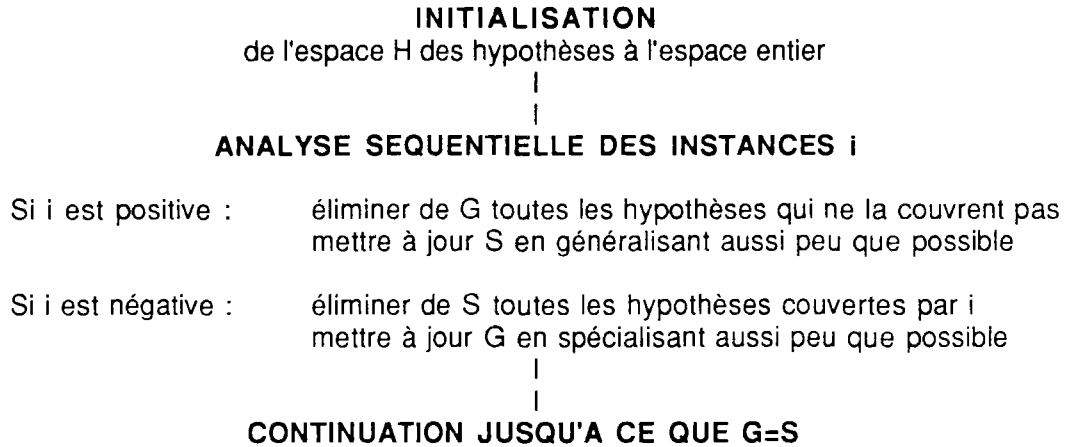 INITIALISATION
de l'espace H des hypothèses à l'espace entier
ANALYSE SEQUENTIELLE DES INSTANCES i
Si i est positive : éliminer de G toutes les hypothèses qui ne la couvrent pas
mettre à jour S en généralisant aussi peu que possible
Si i est négative : éliminer de S toutes les hypothèses couvertes par i
mettre à jour G en spécialisant aussi peu que possible
CONTINUATION JUSQU'A CE QUE G=S